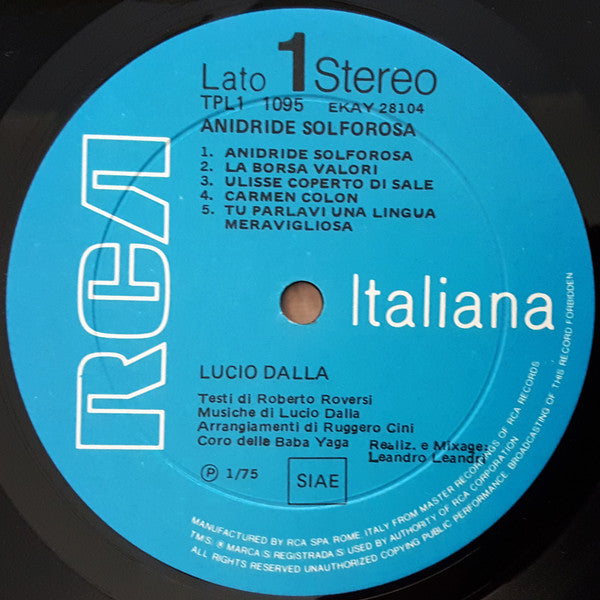 Lato 1 Stereo
TPL1 1095 EKAY 28104
ANIDRIDE SOLFOROSA
1. ANIDRIDE SOLFOROSA
2. LA BORSA VALORI
3. ULISSE COPERTO DI SALE
4. CARMEN COLON
5. TU PARLAVI UNA LINGUA
MERAVIGLIOSA
RCA
Italiana
LUCIO DALLA
Testi di Roberto Roversi
Musiche di Lucio Dalla
Arrangiamenti di Ruggero Cini
Coro delle Baba Yaga
Realiz. e Mixage:
Leandro Leandri
Ⓟ 1/75
SIAE
MANUFACTURED BY RCA SPA ROME, ITALY, FROM MASTER RECORDINGS OF RCA RECORDS
TMS. ® MARCA(S) REGISTRADA(S) USED BY AUTHORITY OF RCA CORPORATION
ALL RIGHTS RESERVED UNAUTHORIZED COPYING PUBLIC PERFORMANCE BROADCASTING OF THIS RECORD FORBIDDEN